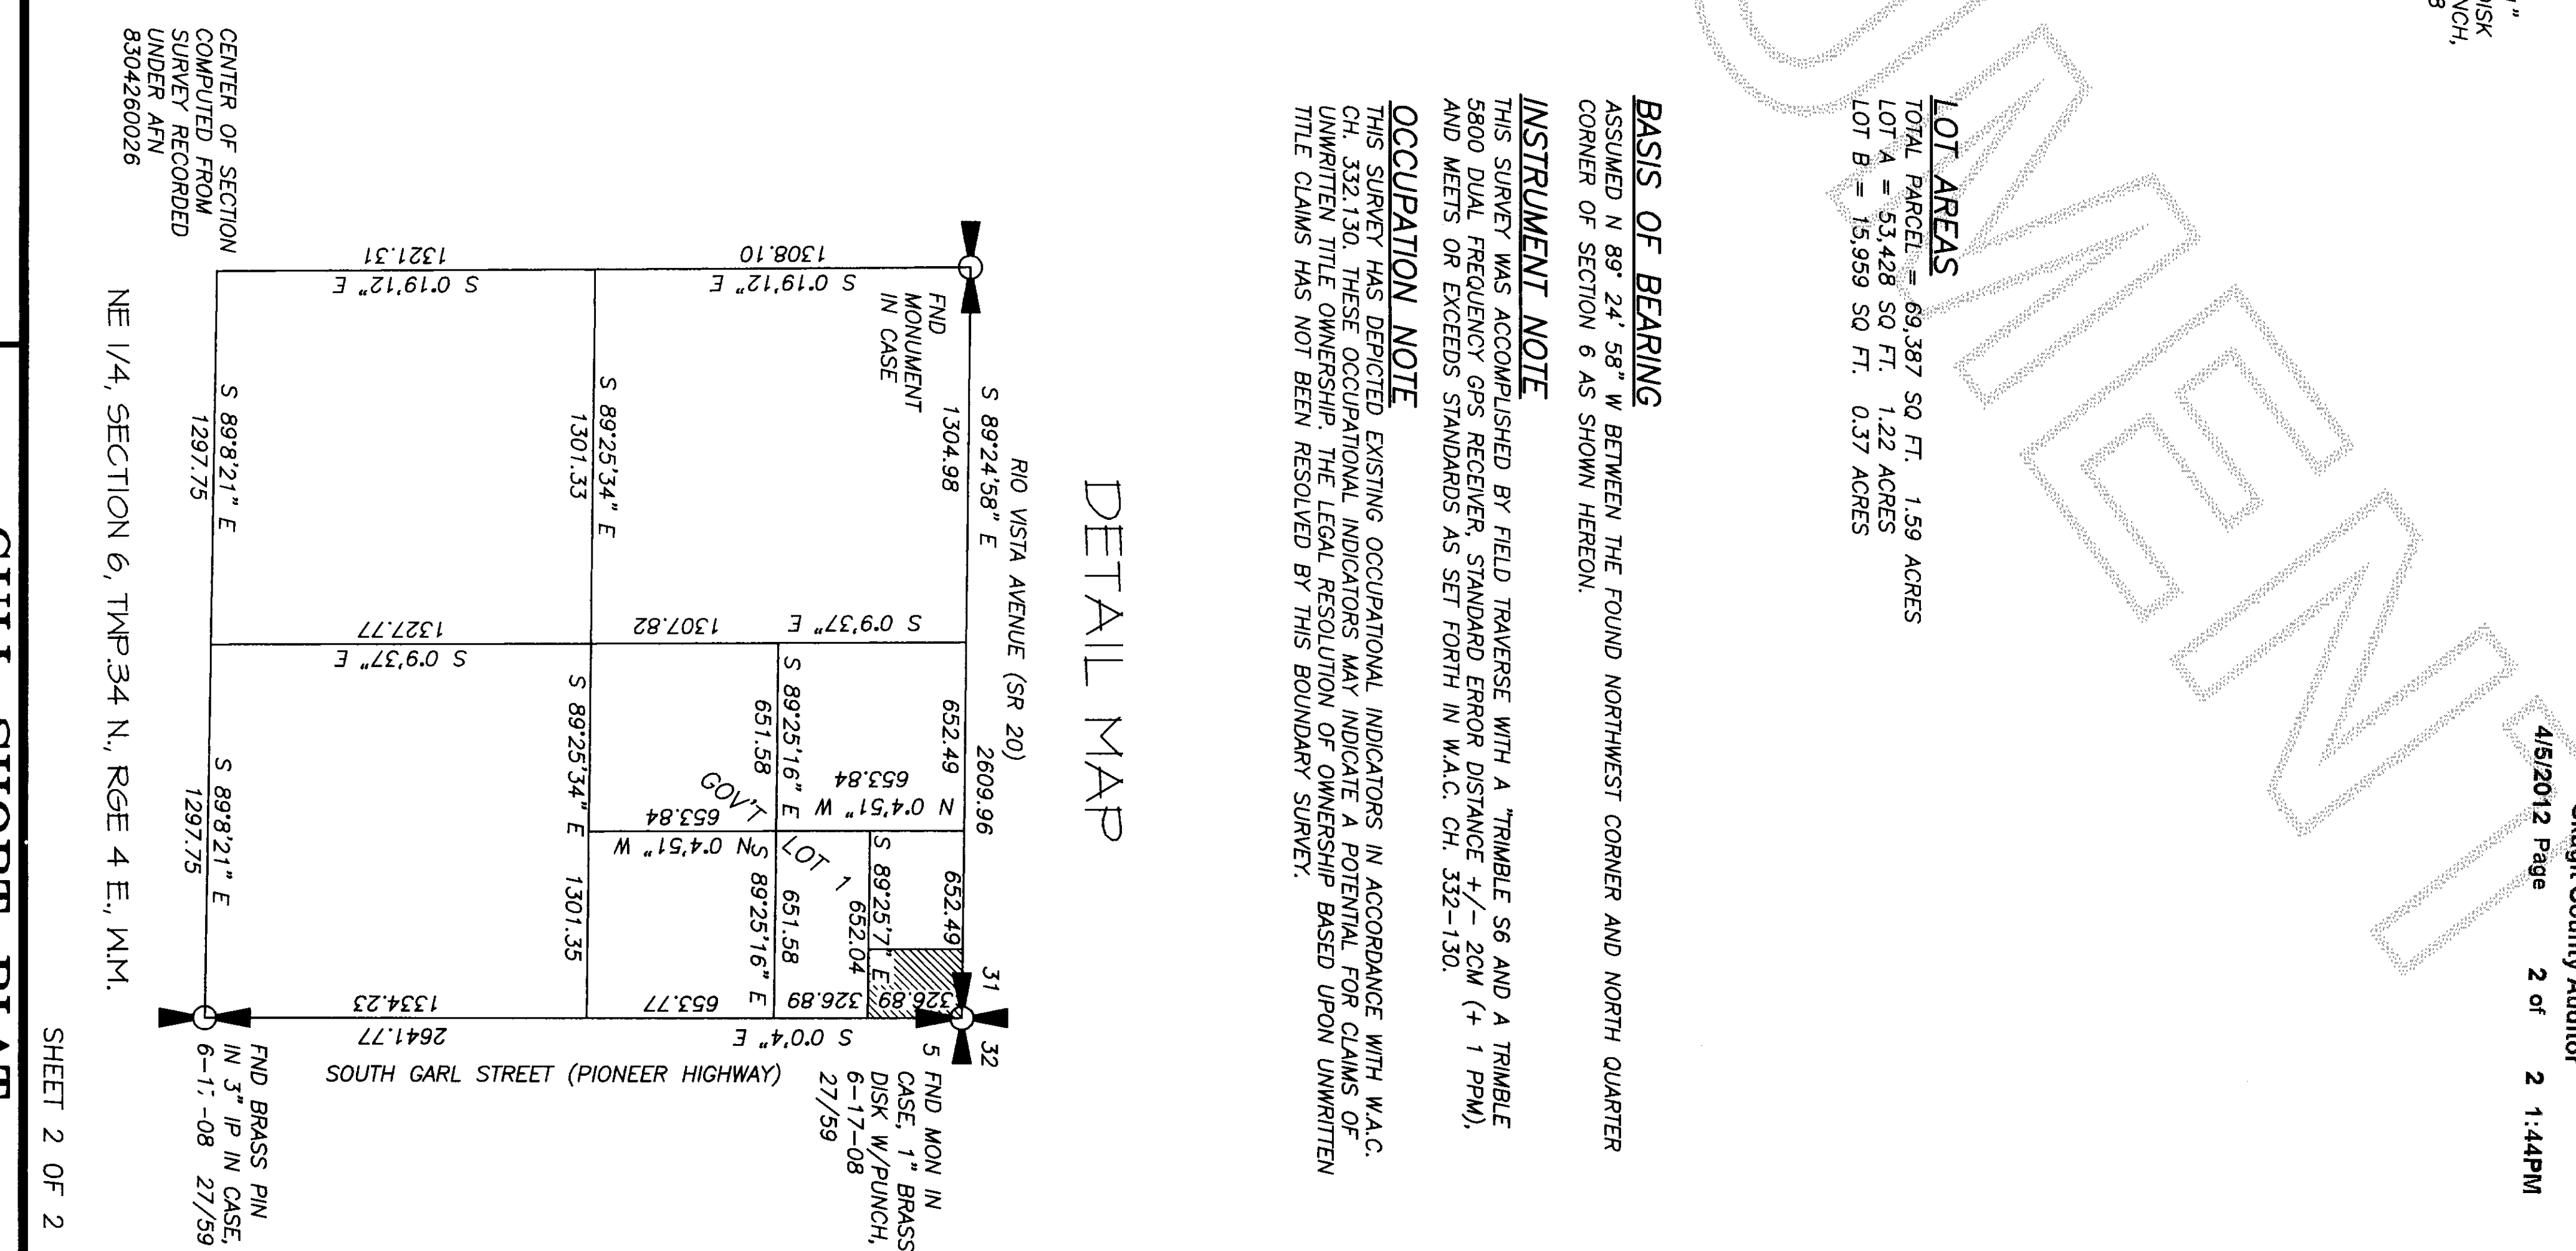 4/5/2012 Page 2 of 2 1:44PM
LOT AREAS
TOTAL PARCEL = 69,387 SQ FT. 1.59 ACRES
LOT A = 53,428 SQ FT. 1.22 ACRES
LOT B = 15,959 SQ FT. 0.37 ACRES
BASIS OF BEARING
ASSUMED N 89° 24' 58" W BETWEEN THE FOUND NORTHWEST CORNER AND NORTH QUARTER
CORNER OF SECTION 6 AS SHOWN HEREON.
INSTRUMENT NOTE
THIS SURVEY WAS ACCOMPLISHED BY FIELD TRAVERSE WITH A "TRIMBLE S6 AND A TRIMBLE
5800 DUAL FREQUENCY GPS RECEIVER, STANDARD ERROR DISTANCE +/- 2CM (+ 1 PPM),
AND MEETS OR EXCEEDS STANDARDS AS SET FORTH IN W.A.C. CH. 332-130.
OCCUPATION NOTE
THIS SURVEY HAS DEPICTED EXISTING OCCUPATIONAL INDICATORS IN ACCORDANCE WITH W.A.C.
CH. 332.130. THESE OCCUPATIONAL INDICATORS MAY INDICATE A POTENTIAL FOR CLAIMS OF
UNWRITTEN TITLE OWNERSHIP. THE LEGAL RESOLUTION OF OWNERSHIP BASED UPON UNWRITTEN
TITLE CLAIMS HAS NOT BEEN RESOLVED BY THIS BOUNDARY SURVEY.
DETAIL MAP
RIO VISTA AVENUE (SR 20)
S 89°24'58" E
2609.96
31
32
5
1304.98
652.49
652.49
FND
MONUMENT
IN CASE
FND MON IN
CASE, 1" BRASS
DISK W/PUNCH,
6-17-08
27/59
S 0°19'12" E
1308.10
S 0°9'37" E
1307.82
N 0°4'51" W
653.84
S 89°25'7" E
652.04
326.89
326.89
S 0°0'4" E
S 89°25'16" E
651.58
GOV'T LOT 1
S 89°25'16" E
651.58
N 0°4'51" W
653.84
653.77
S 89°25'34" E
1301.33
S 89°25'34" E
1301.35
S 0°19'12" E
1321.31
S 0°9'37" E
1327.77
1334.23
2641.77
SOUTH GARL STREET (PIONEER HIGHWAY)
S 89°8'21" E
1297.75
S 89°8'21" E
1297.75
CENTER OF SECTION
COMPUTED FROM
SURVEY RECORDED
UNDER AFN
8304260026
FND BRASS PIN
IN 3" IP IN CASE,
27/59
NE 1/4, SECTION 6, TWP.34 N., RGE 4 E., W.M.
SHEET 2 OF 2